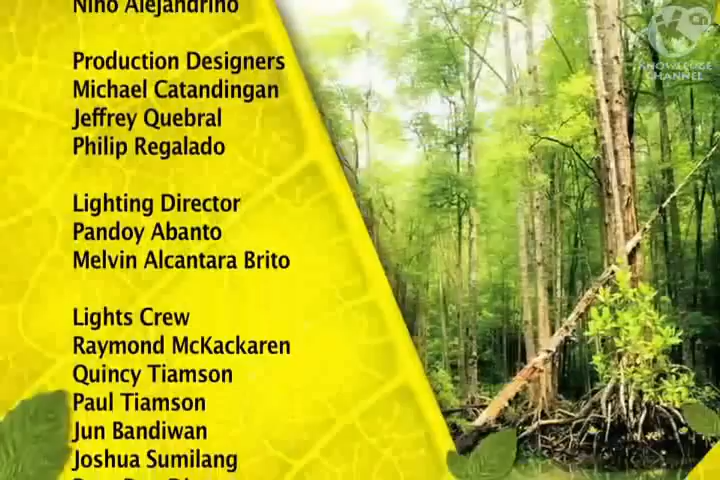 Nino Alejandrino
Production Designers
Michael Catandingan
Jeffrey Quebral
Philip Regalado
Lighting Director
Pandoy Abanto
Melvin Alcantara Brito
Lights Crew
Raymond McKackaren
Quincy Tiamson
Paul Tiamson
Jun Bandiwan
Joshua Sumilang
KNOWLEDGE
CHANNEL